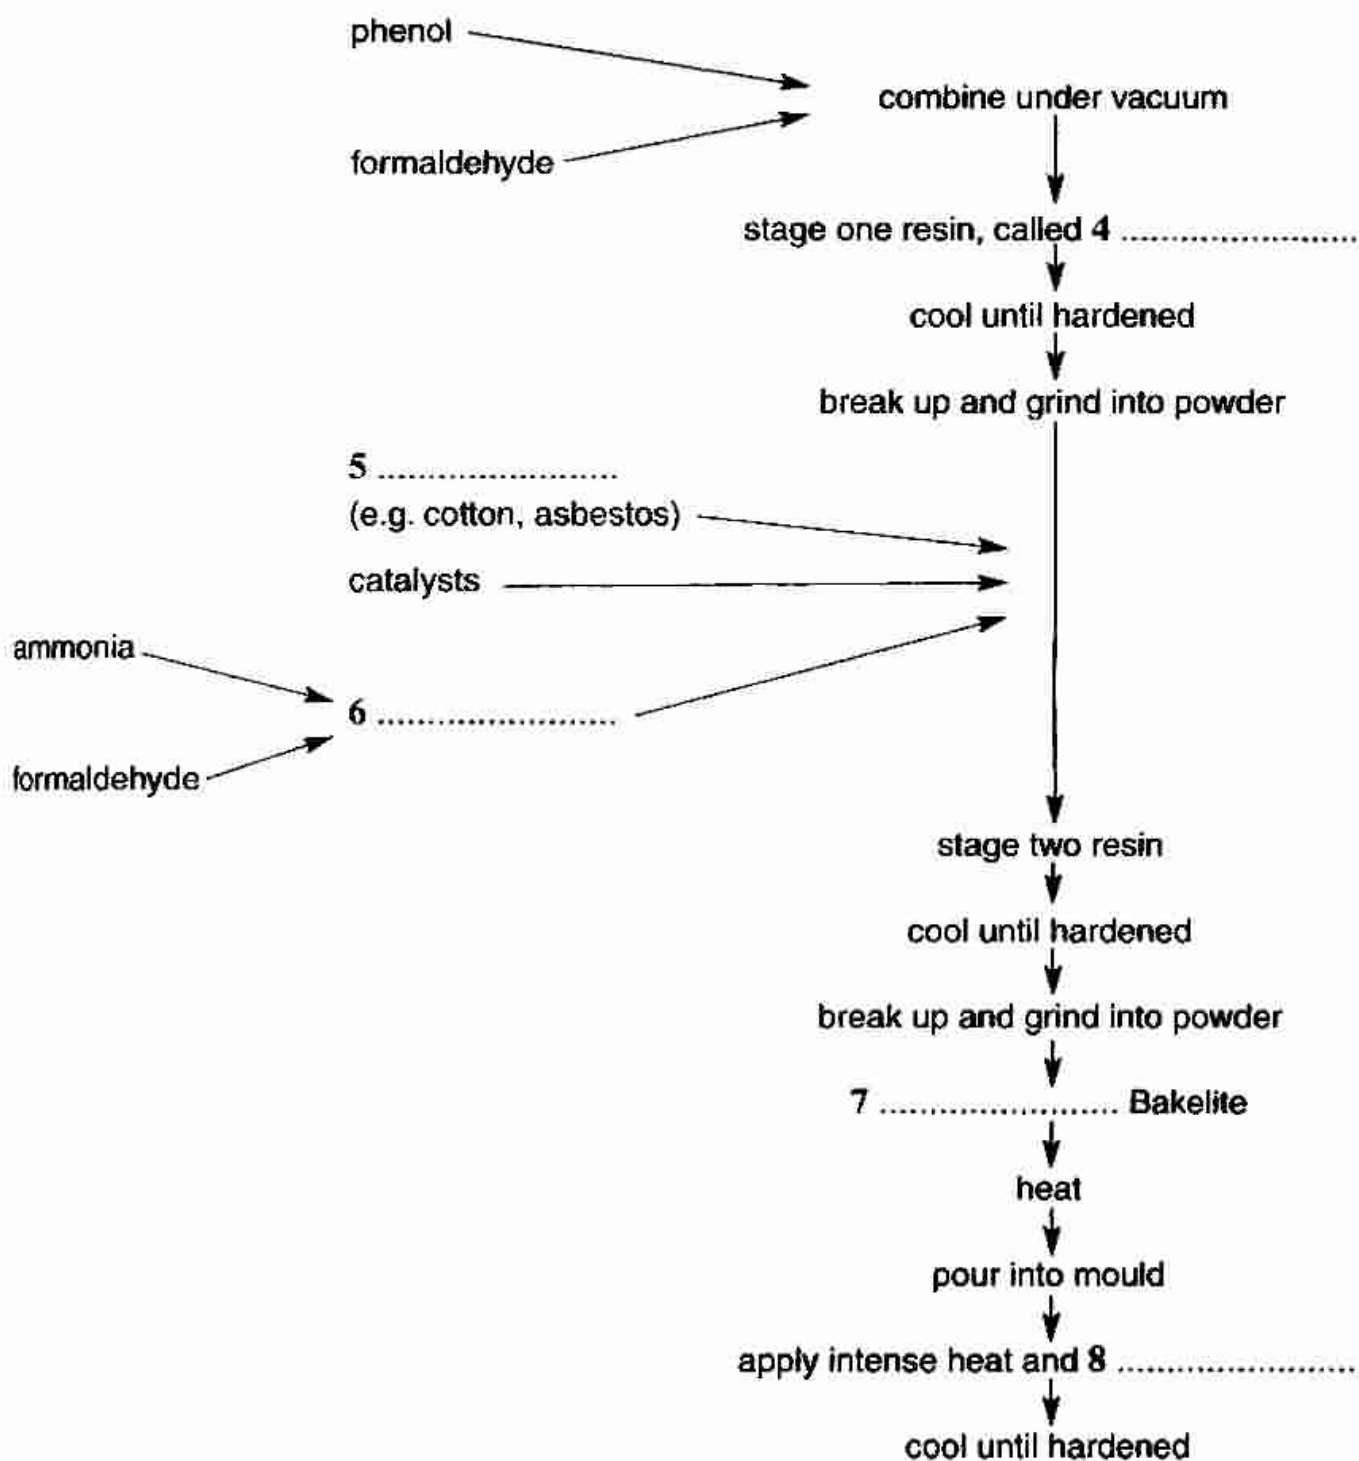 phenol
combine under vacuum
formaldehyde
stage one resin, called 4 ........................
cool until hardened
break up and grind into powder
5 ........................
(e.g. cotton, asbestos)
catalysts
ammonia
6 ........................
formaldehyde
stage two resin
cool until hardened
break up and grind into powder
7 ........................ Bakelite
heat
pour into mould
apply intense heat and 8 ........................
cool until hardened